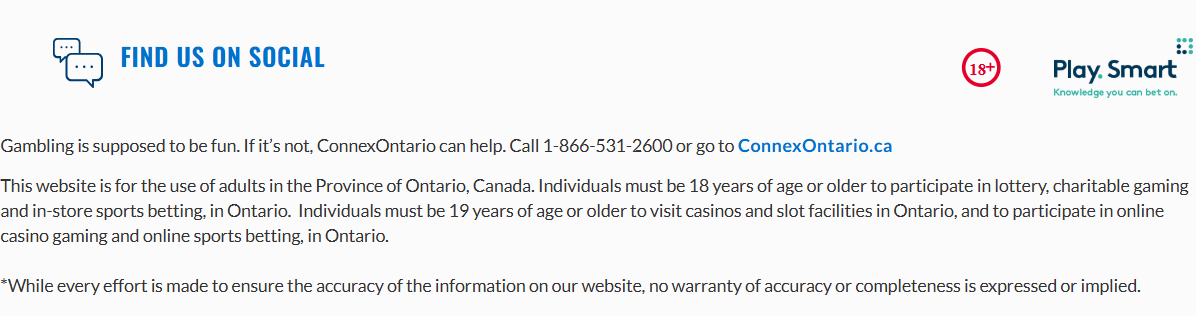 FIND US ON SOCIAL
18+
Play.Smart
Knowledge you can bet on.
Gambling is supposed to be fun. If it's not, ConnexOntario can help. Call 1-866-531-2600 or go to ConnexOntario.ca
This website is for the use of adults in the Province of Ontario, Canada. Individuals must be 18 years of age or older to participate in lottery, charitable gaming
and in-store sports betting, in Ontario.  Individuals must be 19 years of age or older to visit casinos and slot facilities in Ontario, and to participate in online
casino gaming and online sports betting, in Ontario.
*While every effort is made to ensure the accuracy of the information on our website, no warranty of accuracy or completeness is expressed or implied.